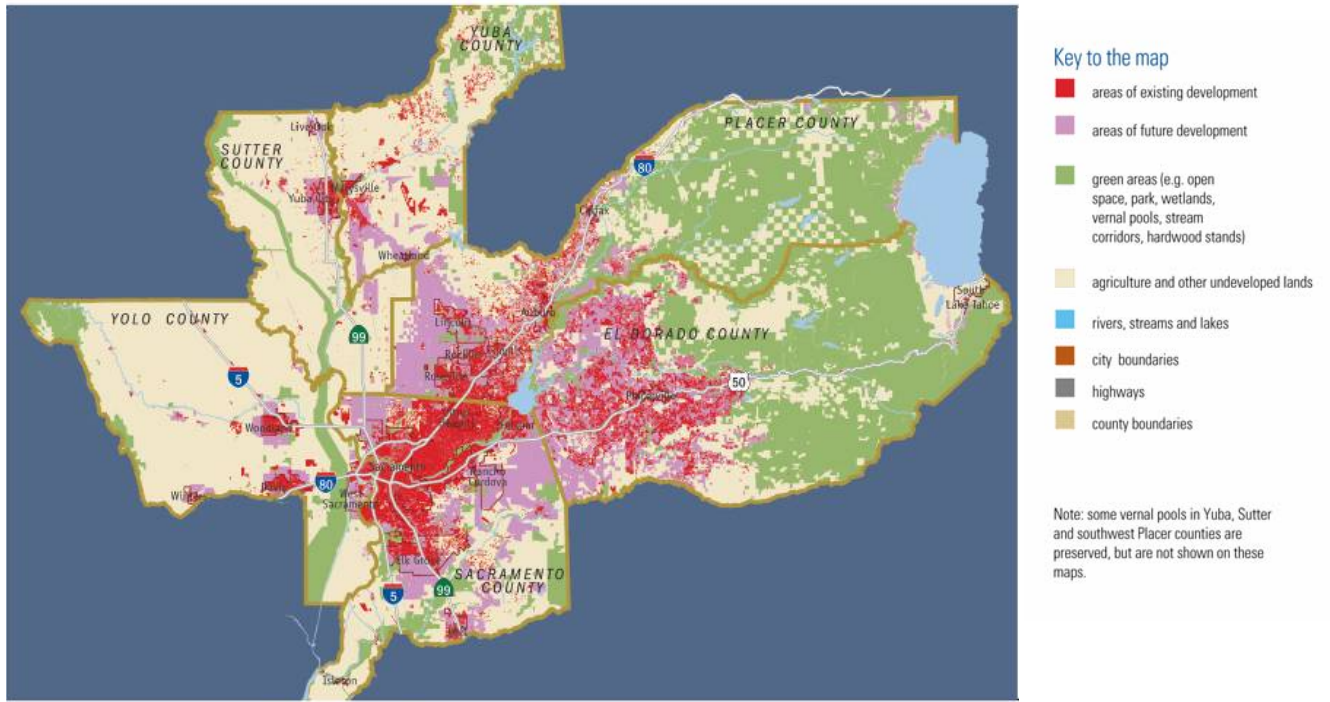 YUBA
COUNTY
Live Oak
SUTTER
COUNTY
PLACER COUNTY
80
Marysville
Yuba City
Colfax
Wheatland
YOLO COUNTY
99
5
Lincoln
Auburn
EL DORADO COUNTY
South
Lake Tahoe
Rocklin
Roseville
50
Placerville
Woodland
Folsom
Sacramento
Rancho
Cordova
Davis
80
West
Sacramento
Elk Grove
SACRAMENTO
COUNTY
99
5
Isleton
Key to the map
areas of existing development
areas of future development
green areas (e.g. open
space, park, wetlands,
vernal pools, stream
corridors, hardwood stands)
agriculture and other undeveloped lands
rivers, streams and lakes
city boundaries
highways
county boundaries
Note: some vernal pools in Yuba, Sutter
and southwest Placer counties are
preserved, but are not shown on these
maps.